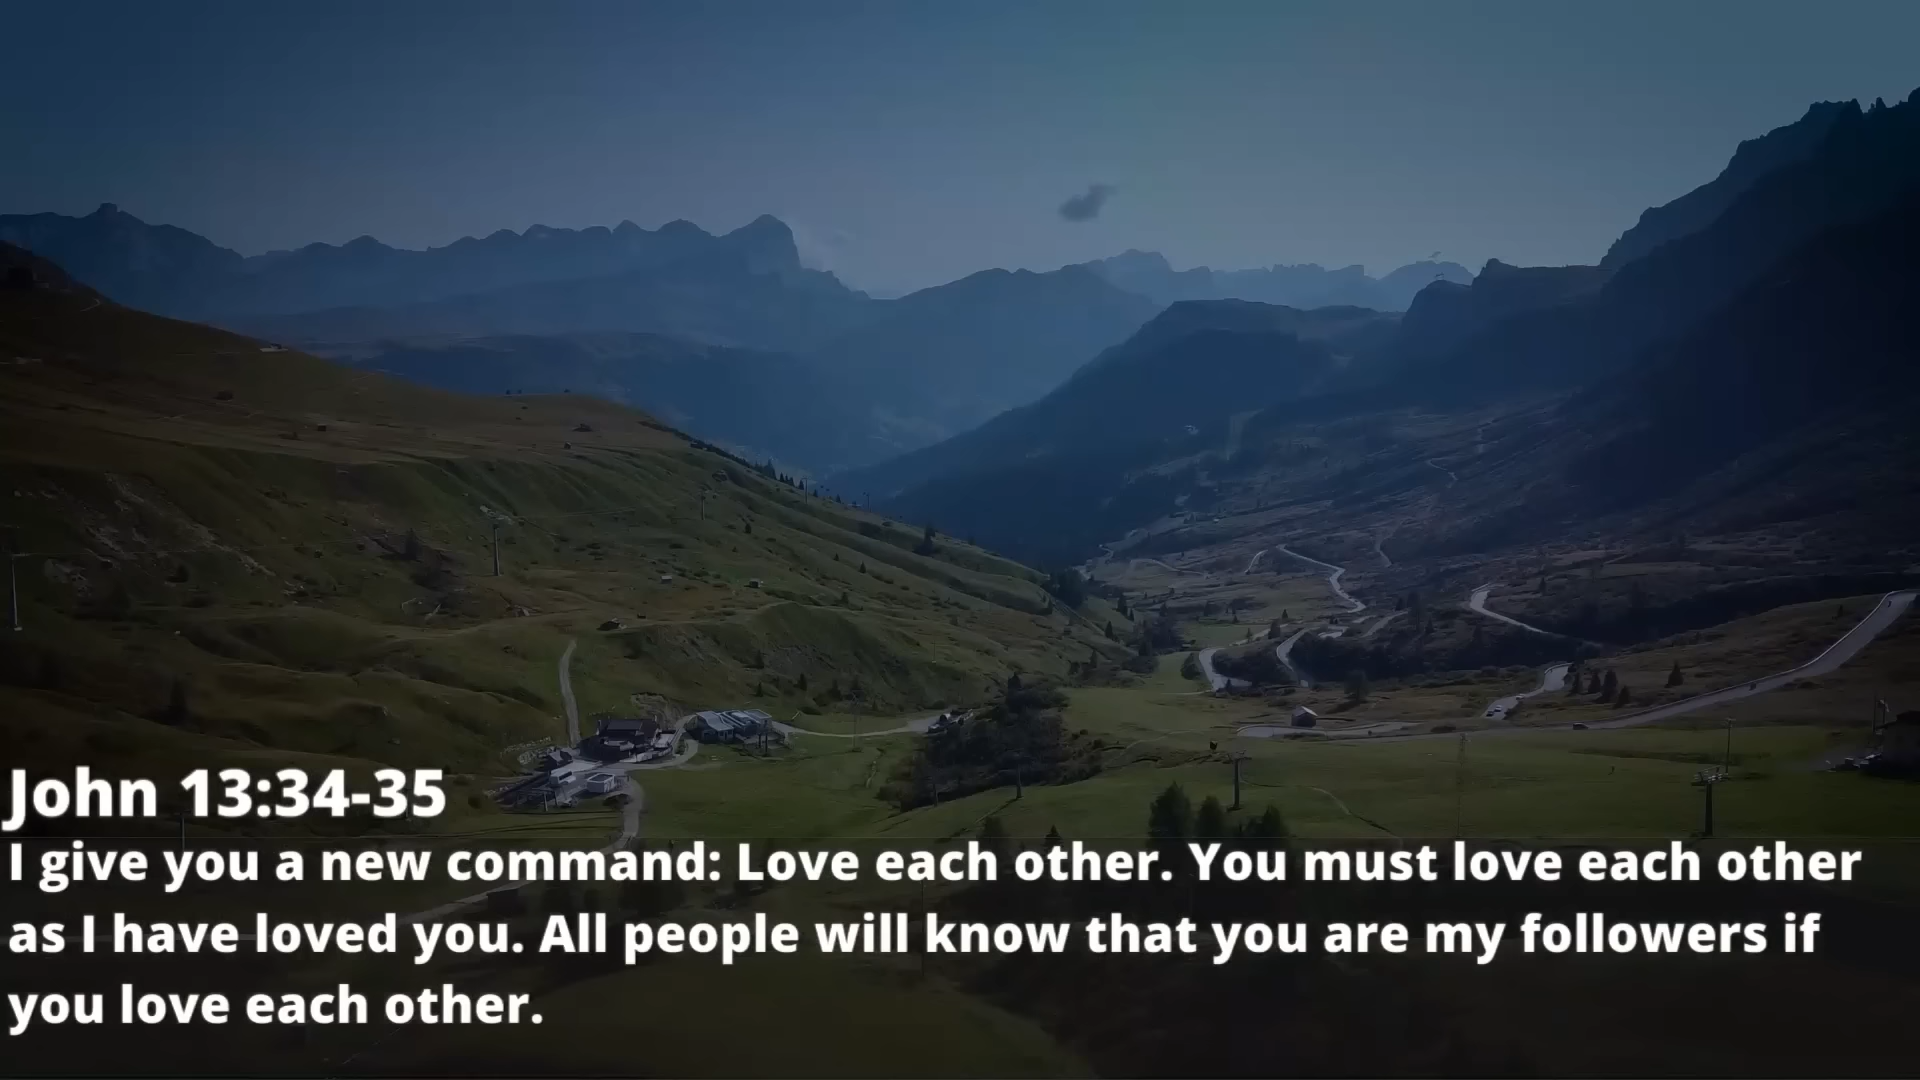 John 13:34-35
I give you a new command: Love each other. You must love each other
as I have loved you. All people will know that you are my followers if
you love each other.